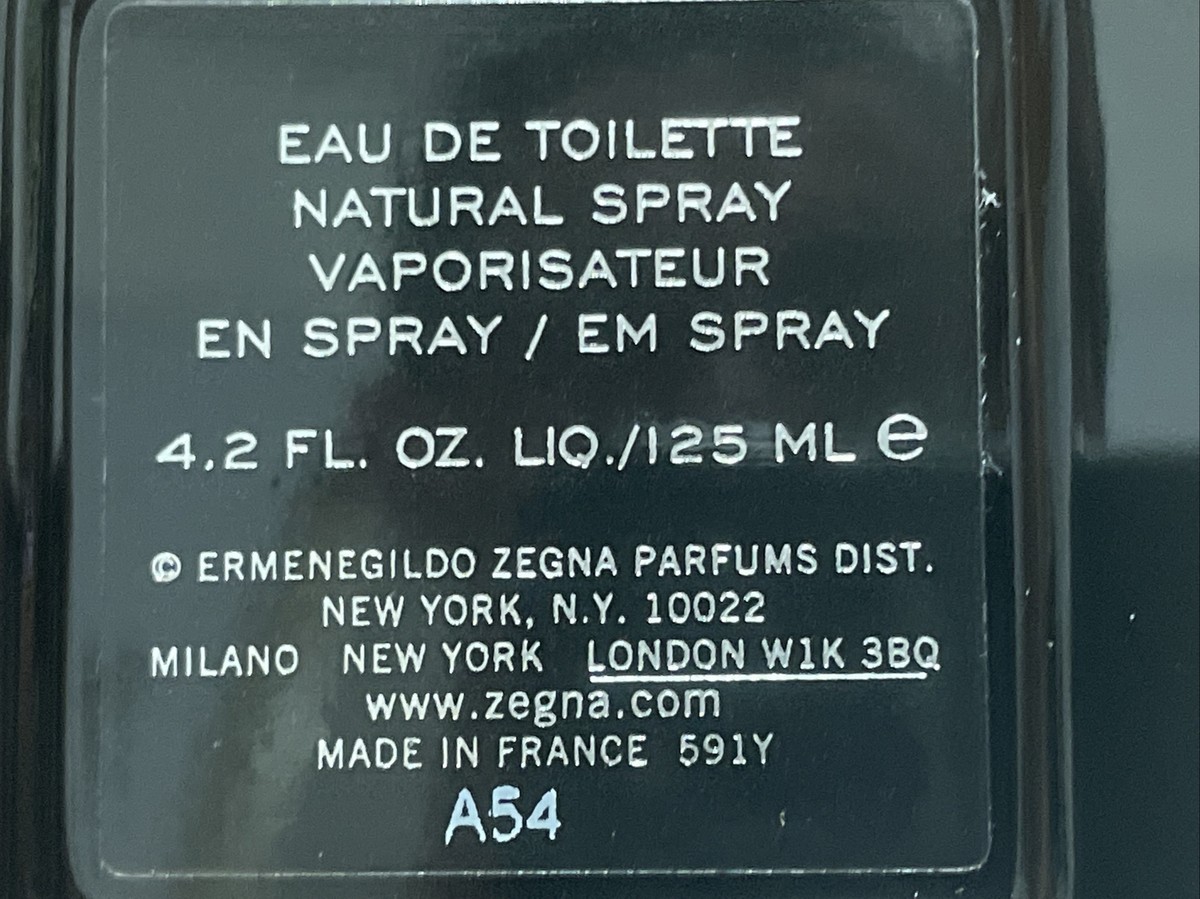 EAU DE TOILETTE
NATURAL SPRAY
VAPORISATEUR
EN SPRAY / EM SPRAY
4.2 FL. OZ. LIQ./125 ML e
© ERMENEGILDO ZEGNA PARFUMS DIST.
NEW YORK, N.Y. 10022
MILANO NEW YORK LONDON W1K 3BQ
www.zegna.com
MADE IN FRANCE 591Y
A54